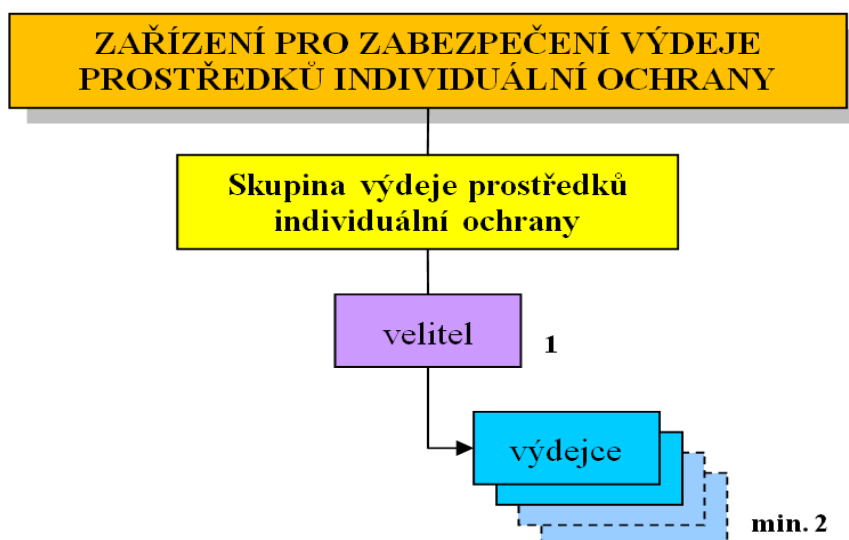 ZAŘÍZENÍ PRO ZABEZPEČENÍ VÝDEJE
PROSTŘEDKŮ INDIVIDUÁLNÍ OCHRANY
Skupina výdeje prostředků
individuální ochrany
velitel
1
výdejce
min. 2